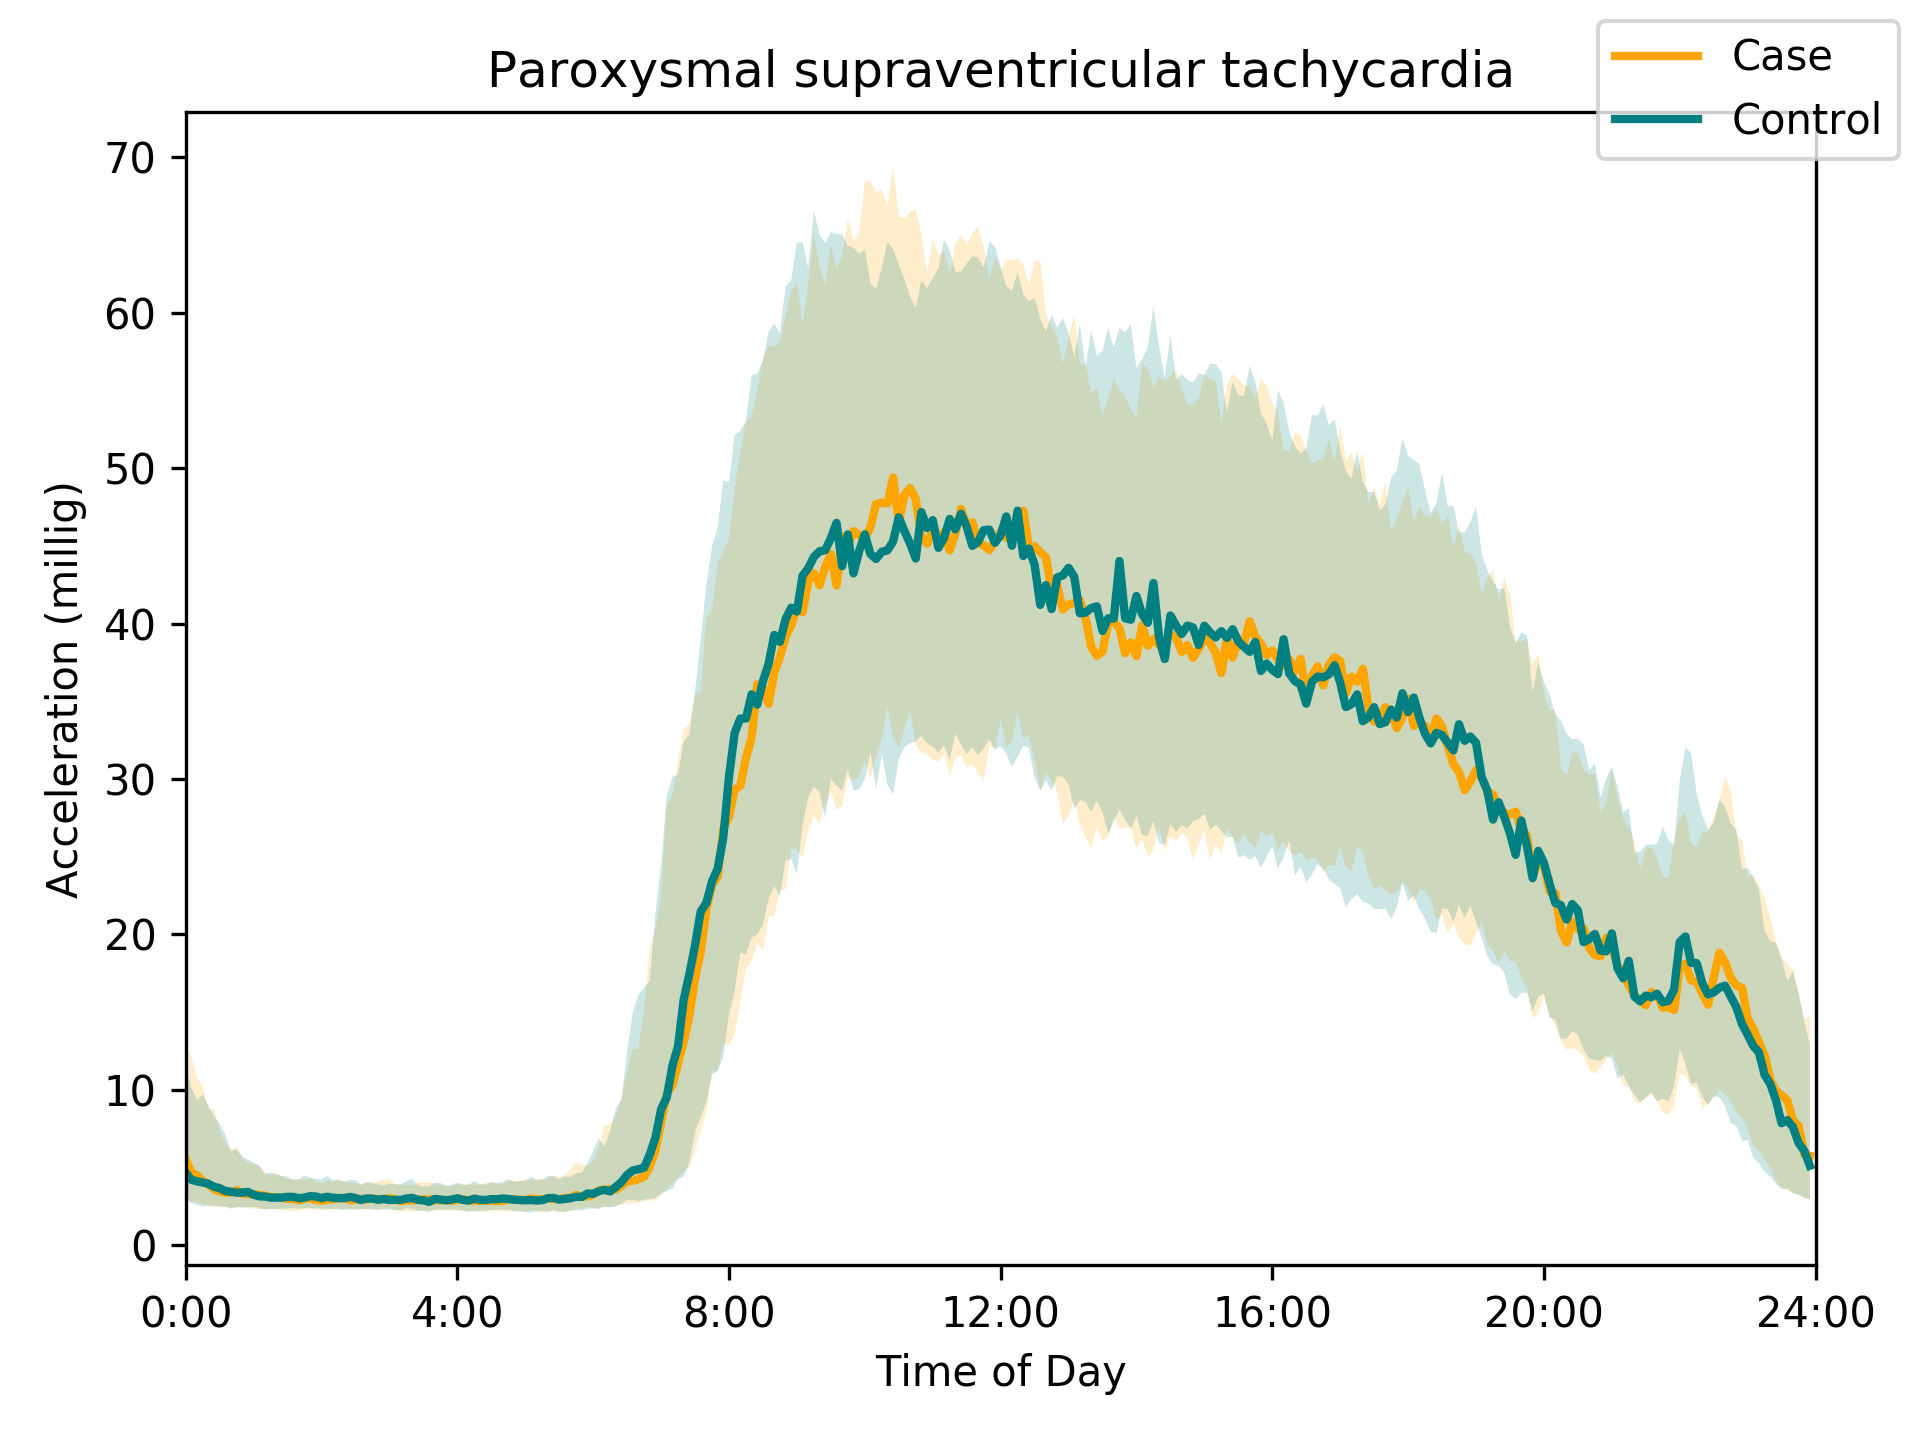 Paroxysmal supraventricular tachycardia
Case
Control
70
60
50
40
30
20
10
0
Acceleration (millig)
0:00 4:00 8:00 12:00 16:00 20:00 24:00
Time of Day